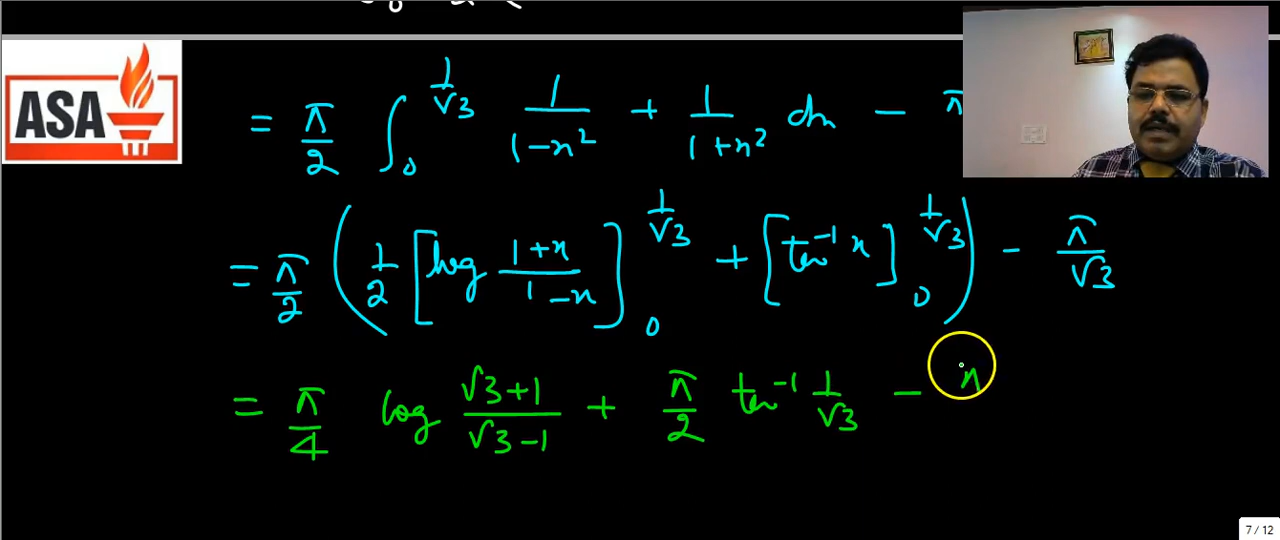 ASA
= π/2 ∫₀^{1/√3} 1/(1-x²) + 1/(1+x²) dx - π
= π/2 ( 1/2 [log (1+x)/(1-x)]₀^{1/√3} + [tan⁻¹ x]₀^{1/√3} ) - π/√3
= π/4 log (√3+1)/(√3-1) + π/2 tan⁻¹ 1/√3 - π
7 / 12